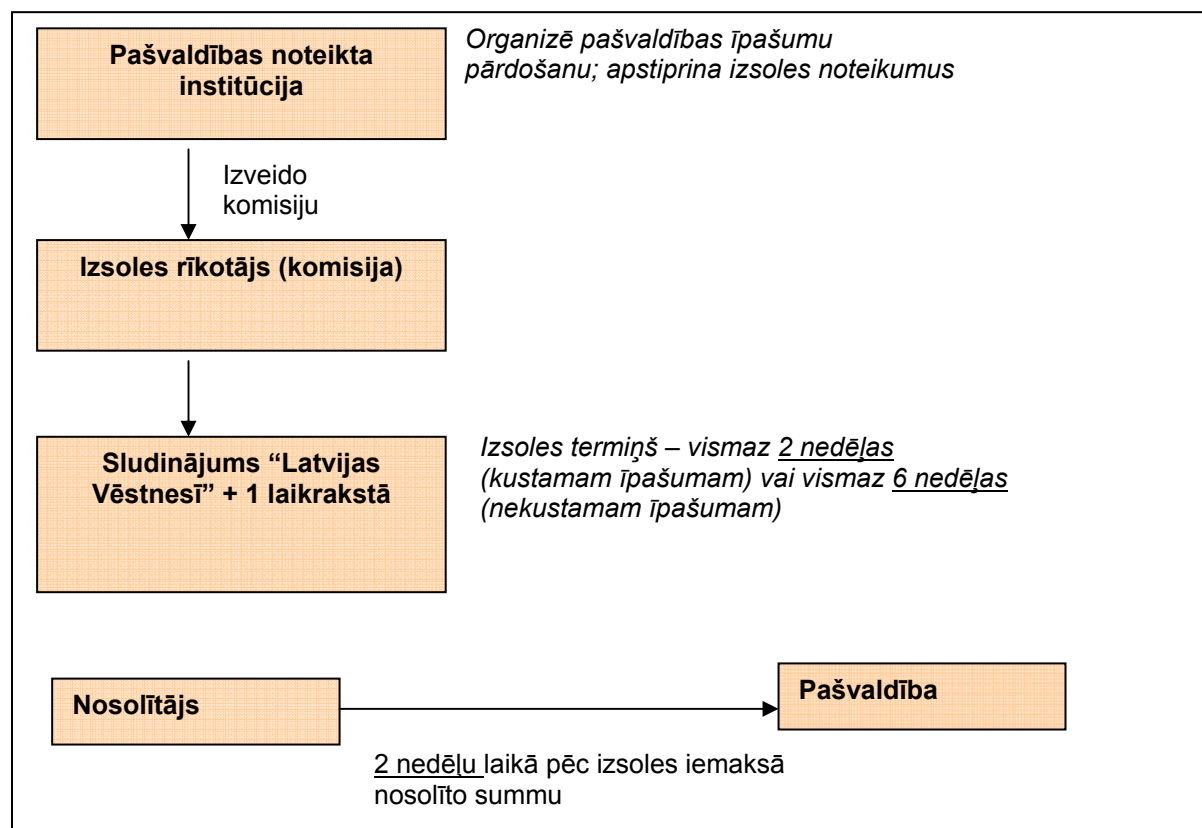 Pašvaldības noteikta
institūcija
Organizē pašvaldības īpašumu
pārdošanu; apstiprina izsoles noteikumus
Izveido
komisiju
Izsoles rīkotājs (komisija)
Sludinājums “Latvijas
Vēstnesī” + 1 laikrakstā
Izsoles termiņš – vismaz 2 nedēļas
(kustamam īpašumam) vai vismaz 6 nedēļas
(nekustamam īpašumam)
Nosolītājs
Pašvaldība
2 nedēļu laikā pēc izsoles iemaksā
nosolīto summu